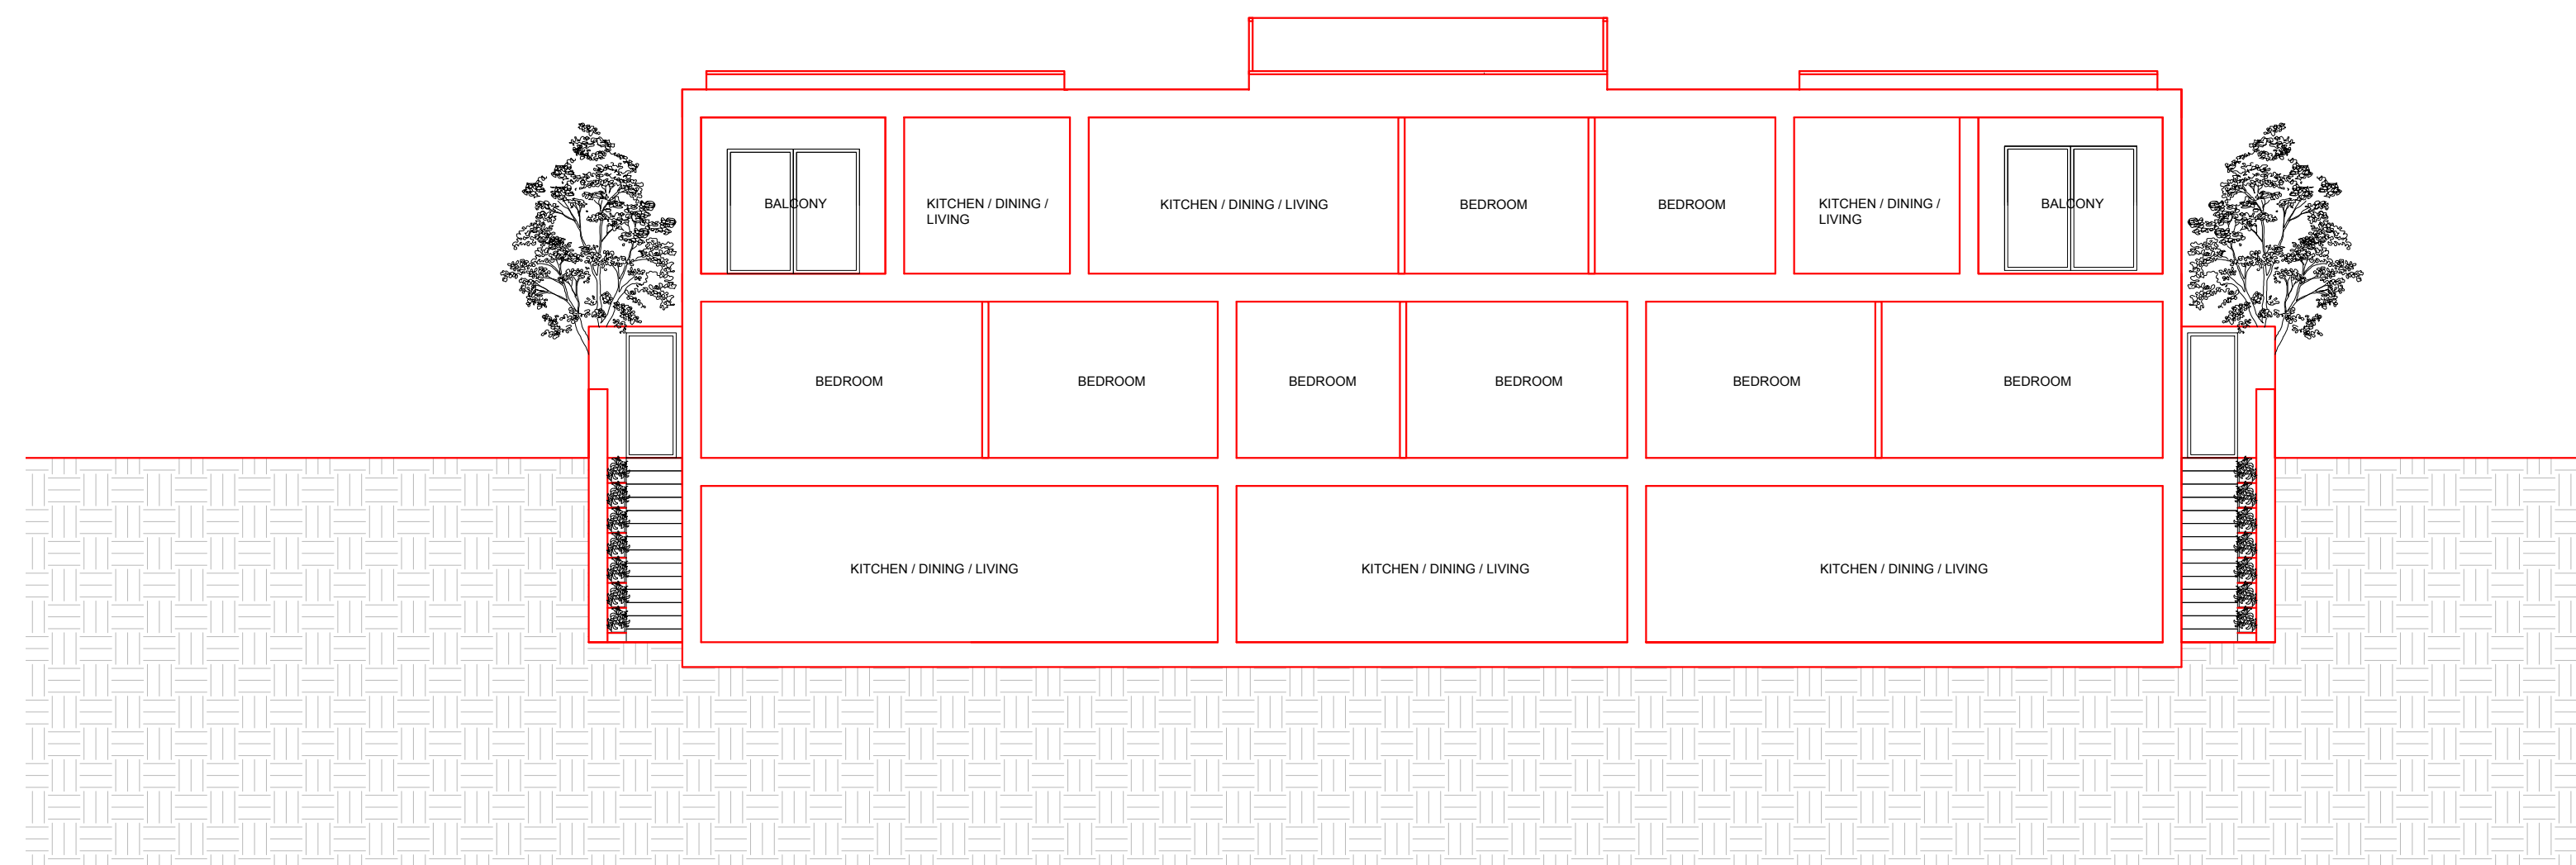 BALCONY
KITCHEN / DINING /
LIVING
KITCHEN / DINING / LIVING
BEDROOM
BEDROOM
KITCHEN / DINING /
LIVING
BALCONY
BEDROOM
BEDROOM
BEDROOM
BEDROOM
BEDROOM
BEDROOM
KITCHEN / DINING / LIVING
KITCHEN / DINING / LIVING
KITCHEN / DINING / LIVING